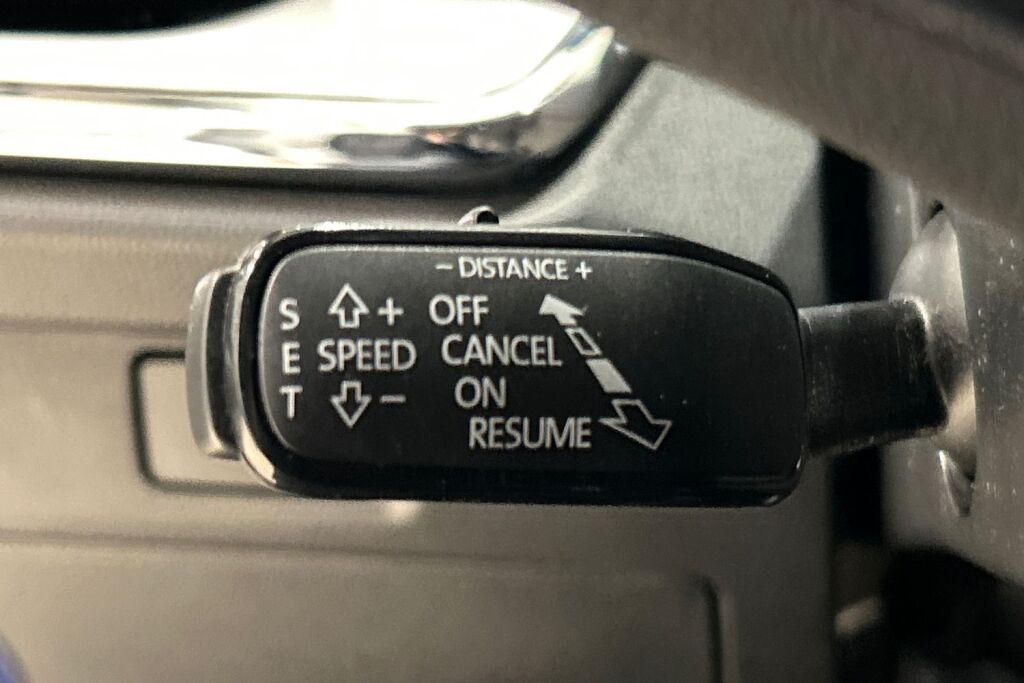 - DISTANCE +
S E T
+
SPEED
-
OFF
CANCEL
ON
RESUME